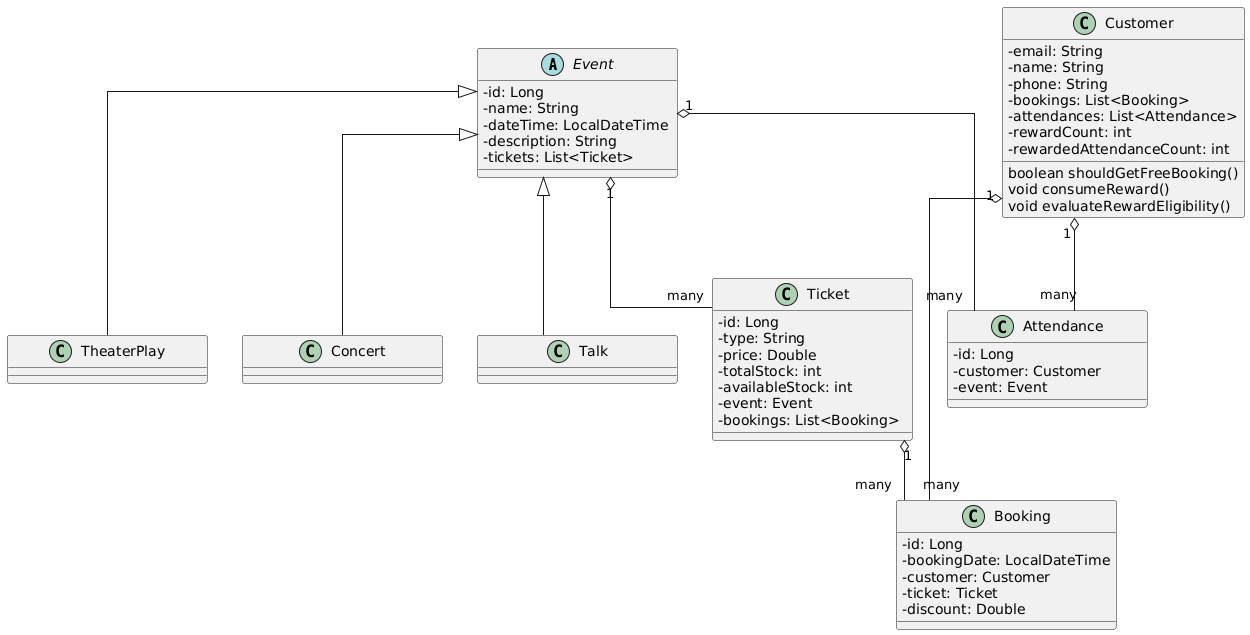 C Customer
-email: String
-name: String
-phone: String
-bookings: List<Booking>
-attendances: List<Attendance>
-rewardCount: int
-rewardedAttendanceCount: int
boolean shouldGetFreeBooking()
void consumeReward()
void evaluateRewardEligibility()
A Event
-id: Long
-name: String
-dateTime: LocalDateTime
-description: String
-tickets: List<Ticket>
1
1
1
1
many
many
many
C TheaterPlay
C Concert
C Talk
C Ticket
-id: Long
-type: String
-price: Double
-totalStock: int
-availableStock: int
-event: Event
-bookings: List<Booking>
C Attendance
-id: Long
-customer: Customer
-event: Event
1
many
many
C Booking
-id: Long
-bookingDate: LocalDateTime
-customer: Customer
-ticket: Ticket
-discount: Double